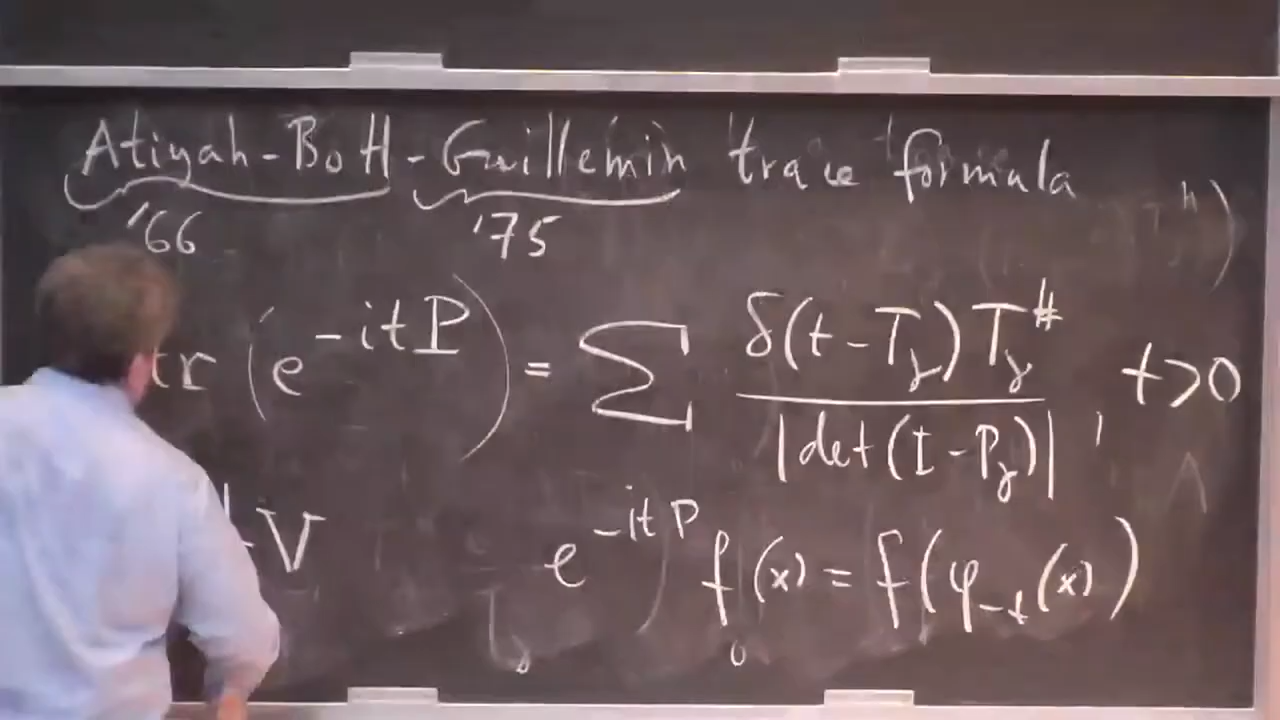 Atiyah-Bott-Guillemin trace formula
'66 '75
tr (e^{-itP}) = Σ δ(t-T_γ) T_γ^# / |det(I-P_γ)| , t>0
V e^{-itP} f(x) = f(φ_{-t}(x))